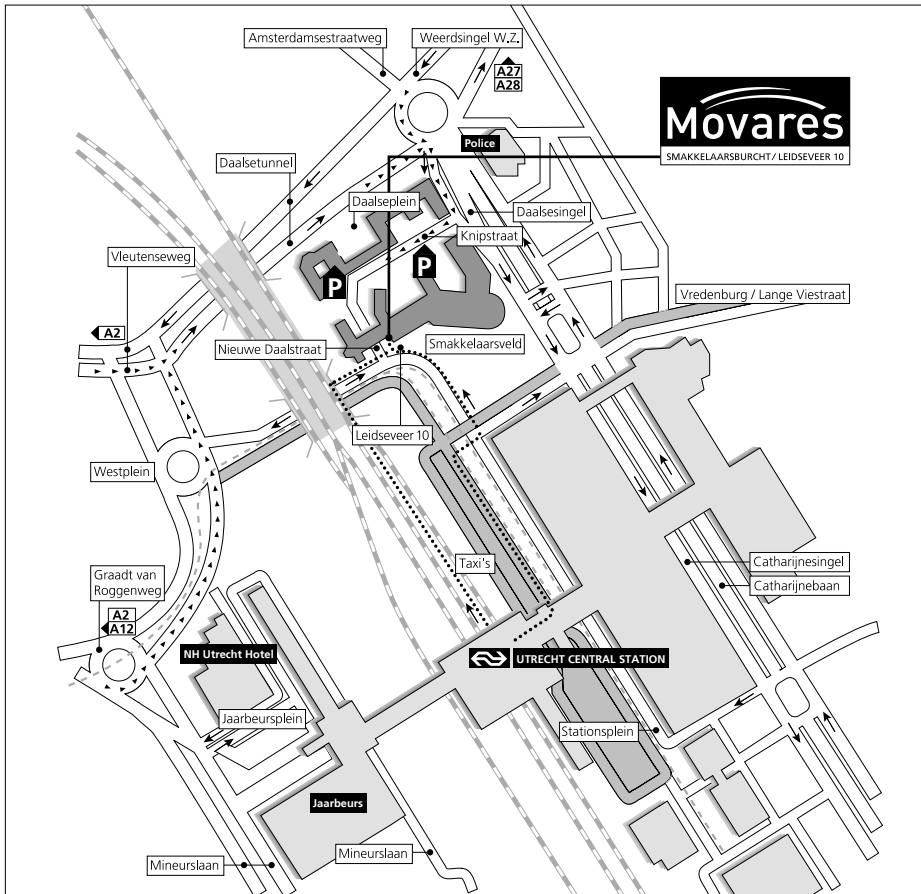 Amsterdamsestraatweg
Weerdsingel W.Z.
A27
A28
Movares
SMAKKELAARSBURCHT/ LEIDSEVEER 10
Police
Daalsetunnel
Daalseplein
Daalsesingel
Knipstraat
Vleutenseweg
P
P
Vredenburg / Lange Viestraat
A2
Nieuwe Daalstraat
Smakkelaarsveld
Leidseveer 10
Westplein
Taxi's
Catharijnesingel
Catharijnebaan
Graadt van
Roggenweg
A2
A12
NH Utrecht Hotel
UTRECHT CENTRAL STATION
Jaarbeursplein
Stationsplein
Jaarbeurs
Mineurslaan
Mineurslaan